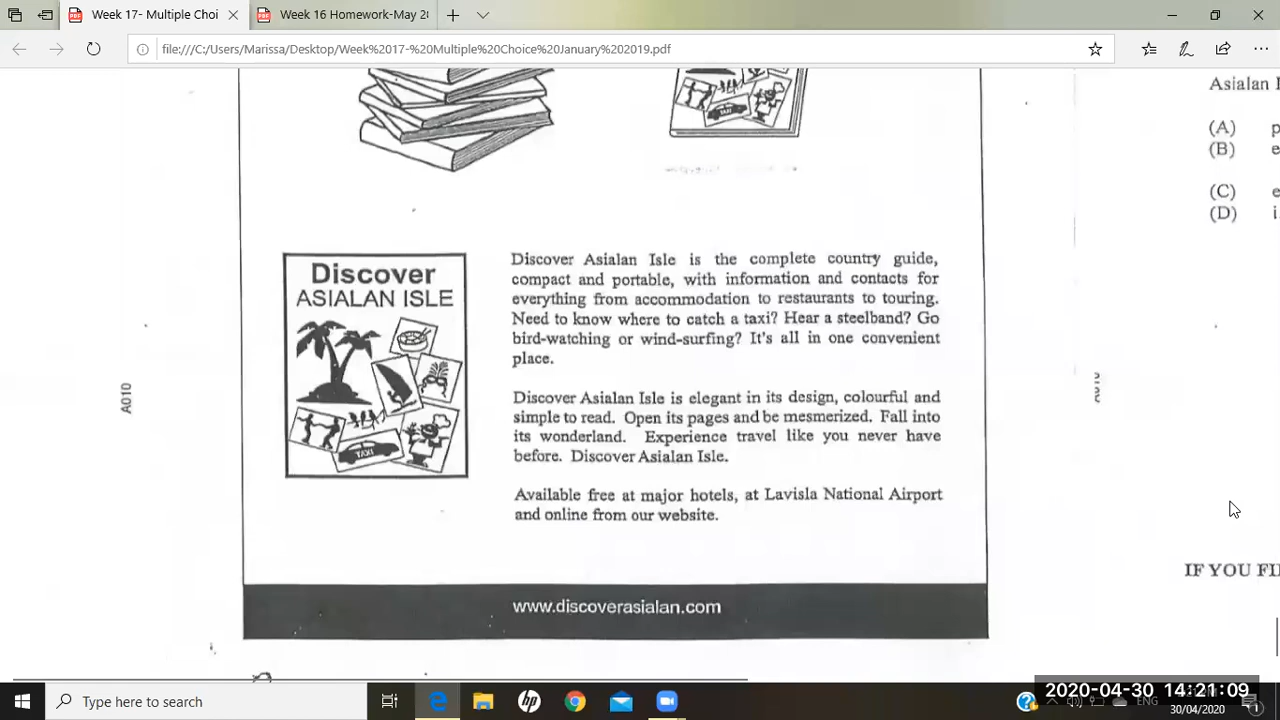 Week 17- Multiple Choi
Week 16 Homework-May 2
file:///C:/Users/Marissa/Desktop/Week%2017-%20Multiple%20Choice%20January%202019.pdf
TAXI
Discover
ASIALAN ISLE
TAXI
Discover Asialan Isle is the complete country guide,
compact and portable, with information and contacts for
everything from accommodation to restaurants to touring.
Need to know where to catch a taxi? Hear a steelband? Go
bird-watching or wind-surfing? It's all in one convenient
place.
Discover Asialan Isle is elegant in its design, colourful and
simple to read. Open its pages and be mesmerized. Fall into
its wonderland. Experience travel like you never have
before. Discover Asialan Isle.
Available free at major hotels, at Lavisla National Airport
and online from our website.
www.discoverasialan.com
A010
Asialan
(A) p
(B) e
(C) e
(D) i
IF YOU FI
Type here to search
hp
ENG
2020-04-30 14:21:09
30/04/2020